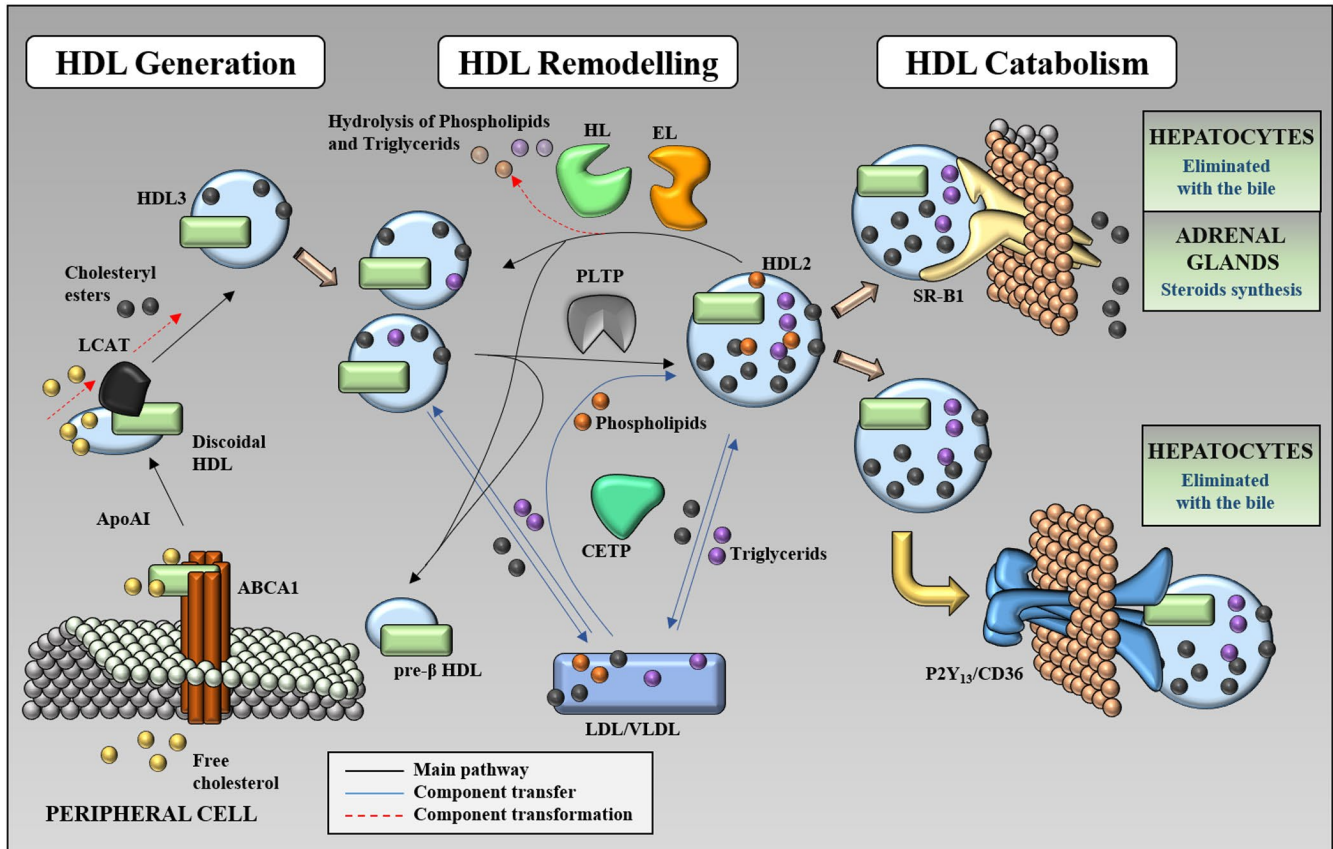 HDL Generation
HDL Remodelling
HDL Catabolism
Hydrolysis of Phospholipids
and Triglycerids
HL
EL
HDL3
Cholesteryl
esters
LCAT
Discoidal
HDL
ApoAI
ABCA1
Free
cholesterol
PERIPHERAL CELL
PLTP
HDL2
Phospholipids
CETP
Triglycerids
pre-β HDL
LDL/VLDL
Main pathway
Component transfer
Component transformation
SR-B1
HEPATOCYTES
Eliminated
with the bile
ADRENAL
GLANDS
Steroids synthesis
HEPATOCYTES
Eliminated
with the bile
P2Y₁₃/CD36